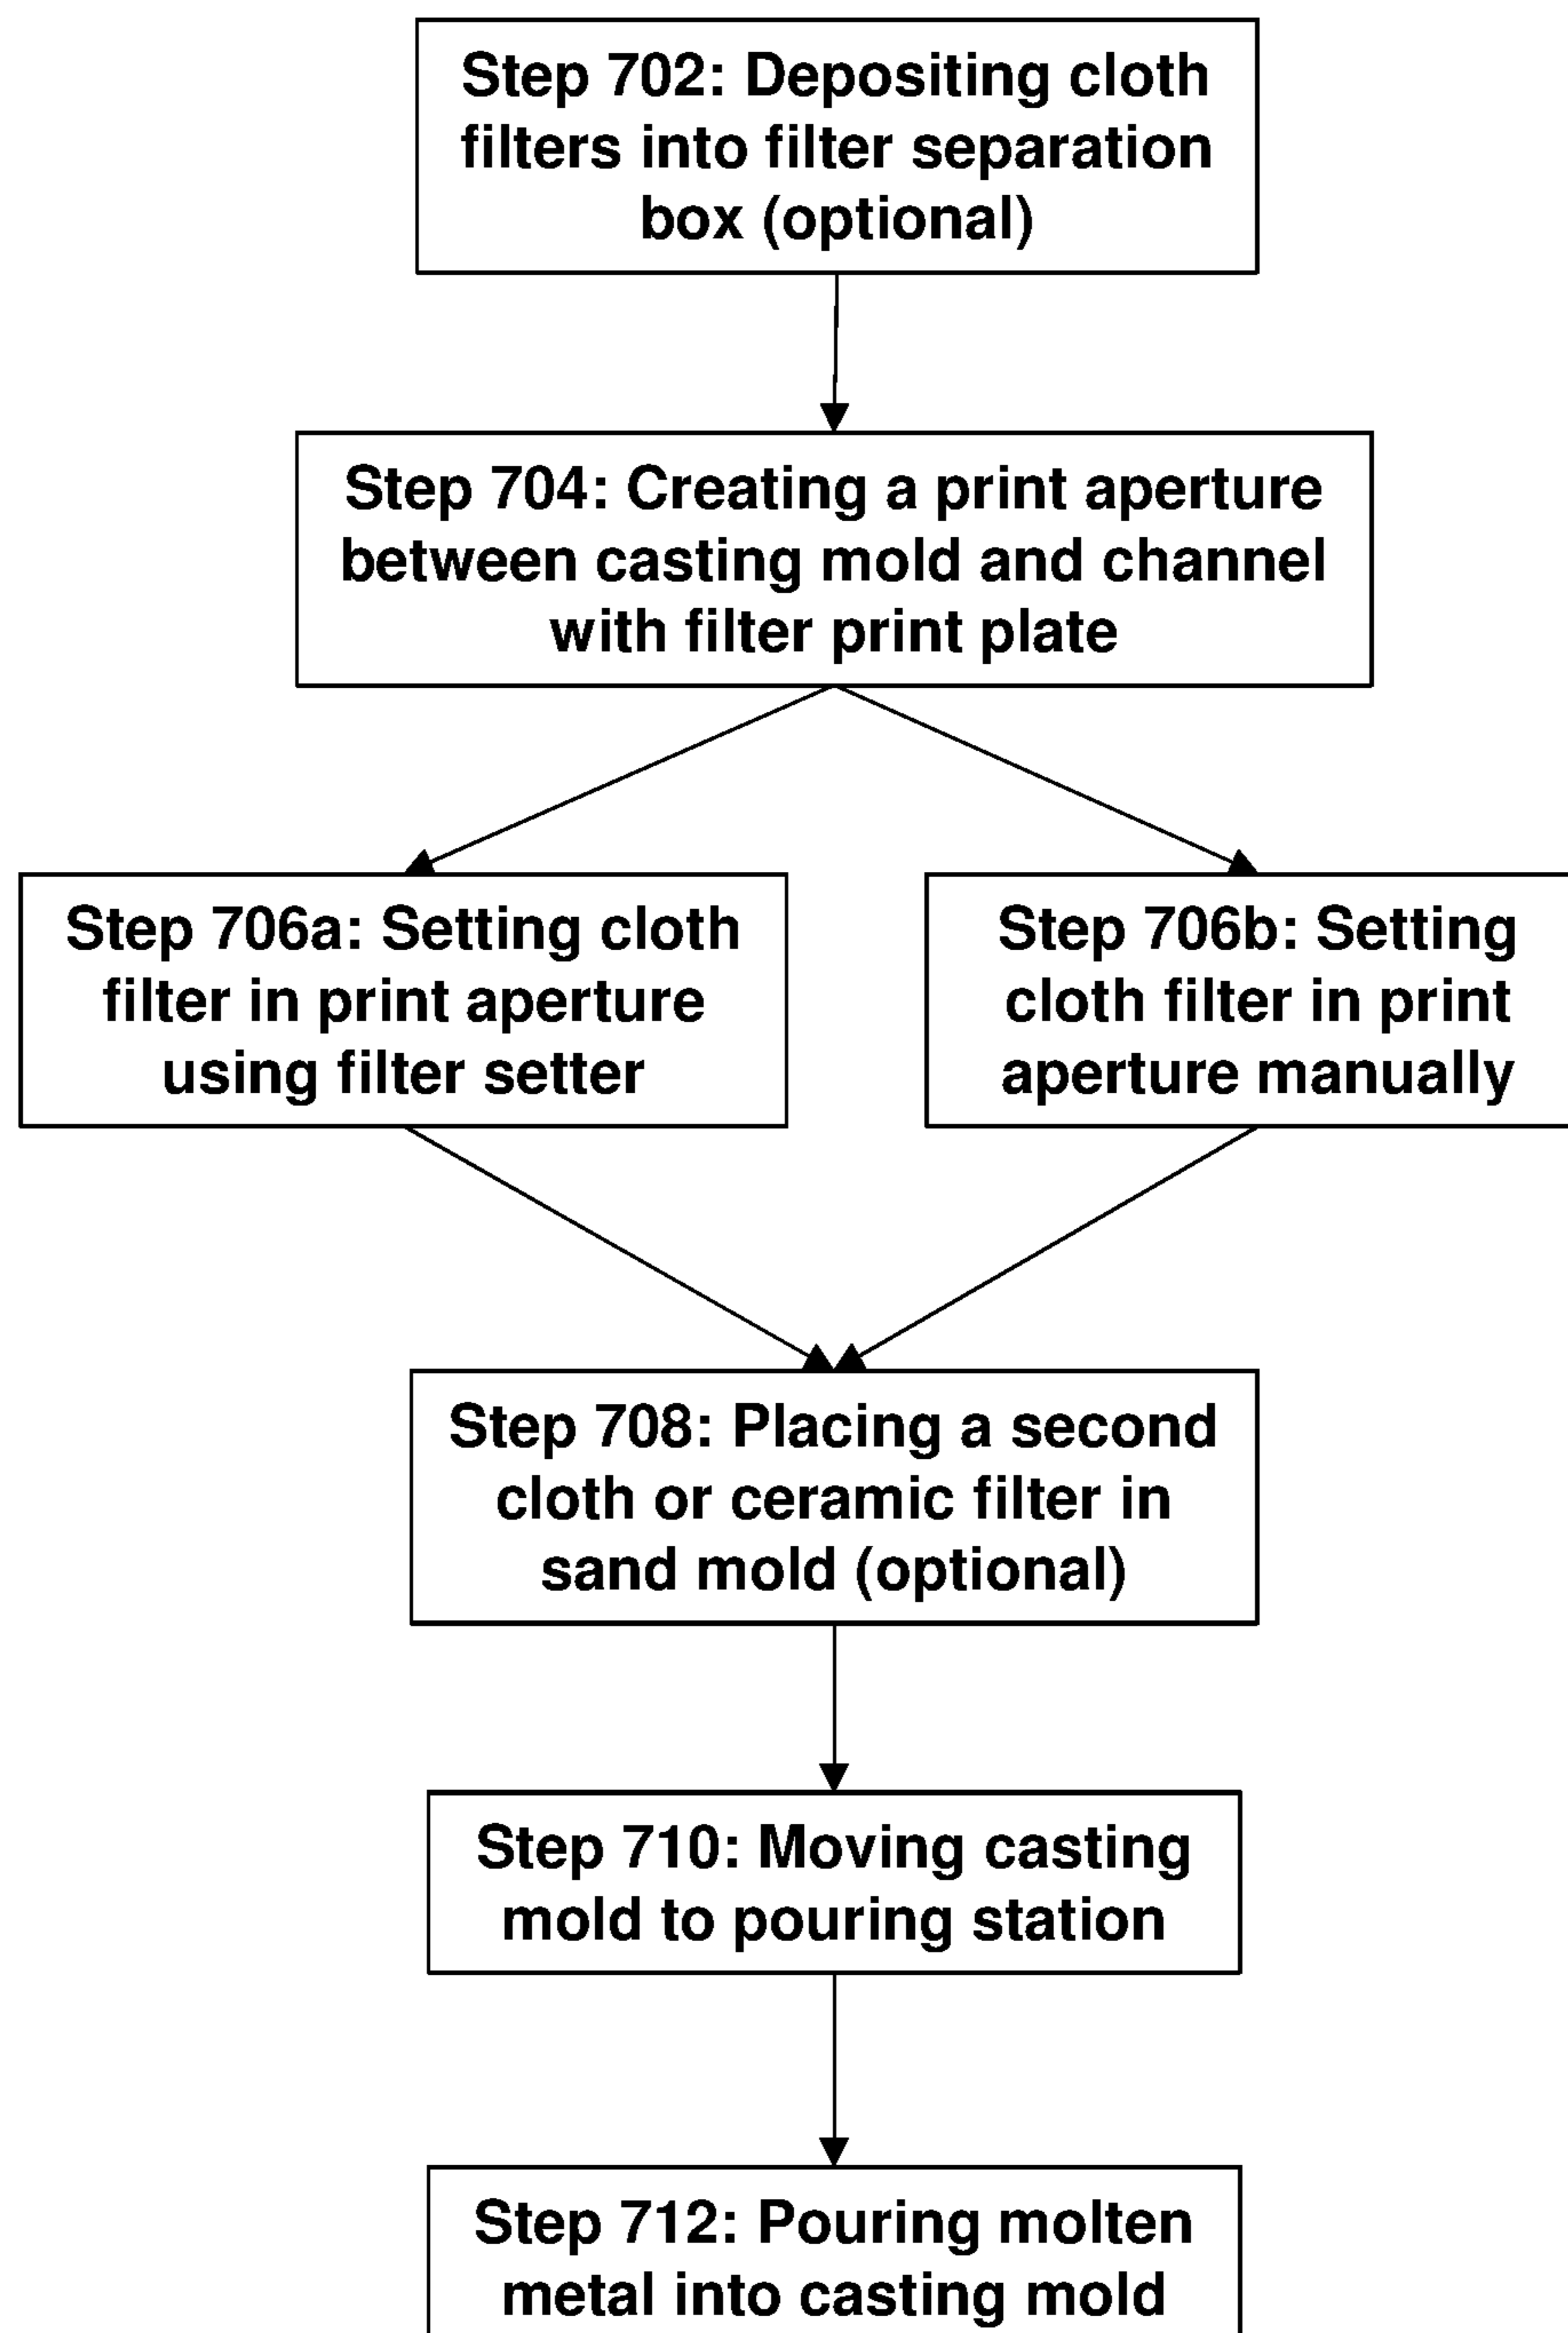 Step 702: Depositing cloth
filters into filter separation
box (optional)
Step 704: Creating a print aperture
between casting mold and channel
with filter print plate
Step 706a: Setting cloth
filter in print aperture
using filter setter
Step 706b: Setting
cloth filter in print
aperture manually
Step 708: Placing a second
cloth or ceramic filter in
sand mold (optional)
Step 710: Moving casting
mold to pouring station
Step 712: Pouring molten
metal into casting mold